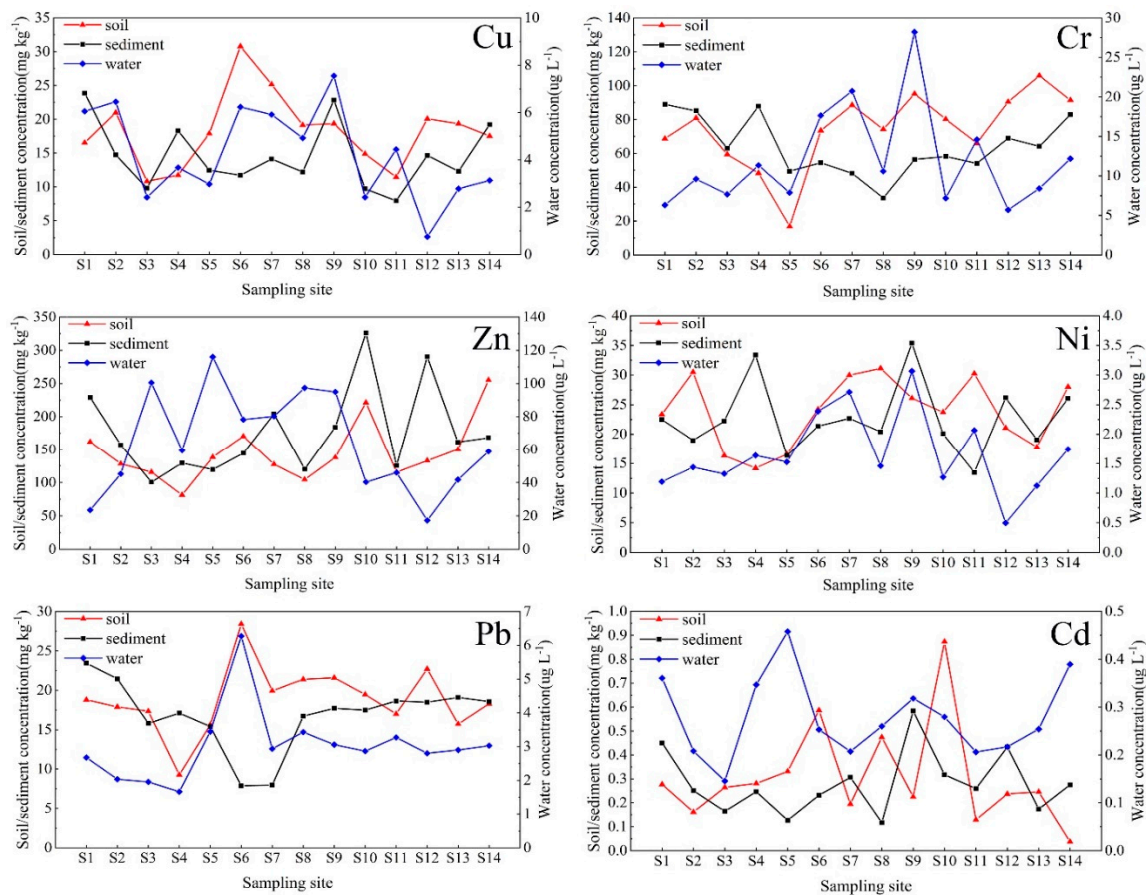 Cu
soil
sediment
water
Soil/sediment concentration(mg kg-1)
35
30
25
20
15
10
5
0
10
8
6
4
2
0
Water concentration(ug L-1)
S1 S2 S3 S4 S5 S6 S7 S8 S9 S10 S11 S12 S13 S14
Sampling site
Cr
soil
sediment
water
Soil/sediment concentration(mg kg-1)
140
120
100
80
60
40
20
0
30
25
20
15
10
5
0
Water concentration(ug L-1)
S1 S2 S3 S4 S5 S6 S7 S8 S9 S10 S11 S12 S13 S14
Sampling site
Zn
soil
sediment
water
Soil/sediment concentration(mg kg-1)
350
300
250
200
150
100
50
0
140
120
100
80
60
40
20
0
Water concentration(ug L-1)
S1 S2 S3 S4 S5 S6 S7 S8 S9 S10 S11 S12 S13 S14
Sampling site
Ni
soil
sediment
water
Soil/sediment concentration(mg kg-1)
40
35
30
25
20
15
10
5
0
4.0
3.5
3.0
2.5
2.0
1.5
1.0
0.5
0.0
Water concentration(ug L-1)
S1 S2 S3 S4 S5 S6 S7 S8 S9 S10 S11 S12 S13 S14
Sampling site
Pb
soil
sediment
water
Soil/sediment concentration(mg kg-1)
30
25
20
15
10
5
0
7
6
5
4
3
2
1
0
Water concentration(ug L-1)
S1 S2 S3 S4 S5 S6 S7 S8 S9 S10 S11 S12 S13 S14
Sampling site
Cd
soil
sediment
water
Soil/sediment concentration(mg kg-1)
1.0
0.9
0.8
0.7
0.6
0.5
0.4
0.3
0.2
0.1
0.0
0.5
0.4
0.3
0.2
0.1
0.0
Water concentration(ug L-1)
S1 S2 S3 S4 S5 S6 S7 S8 S9 S10 S11 S12 S13 S14
Sampling site